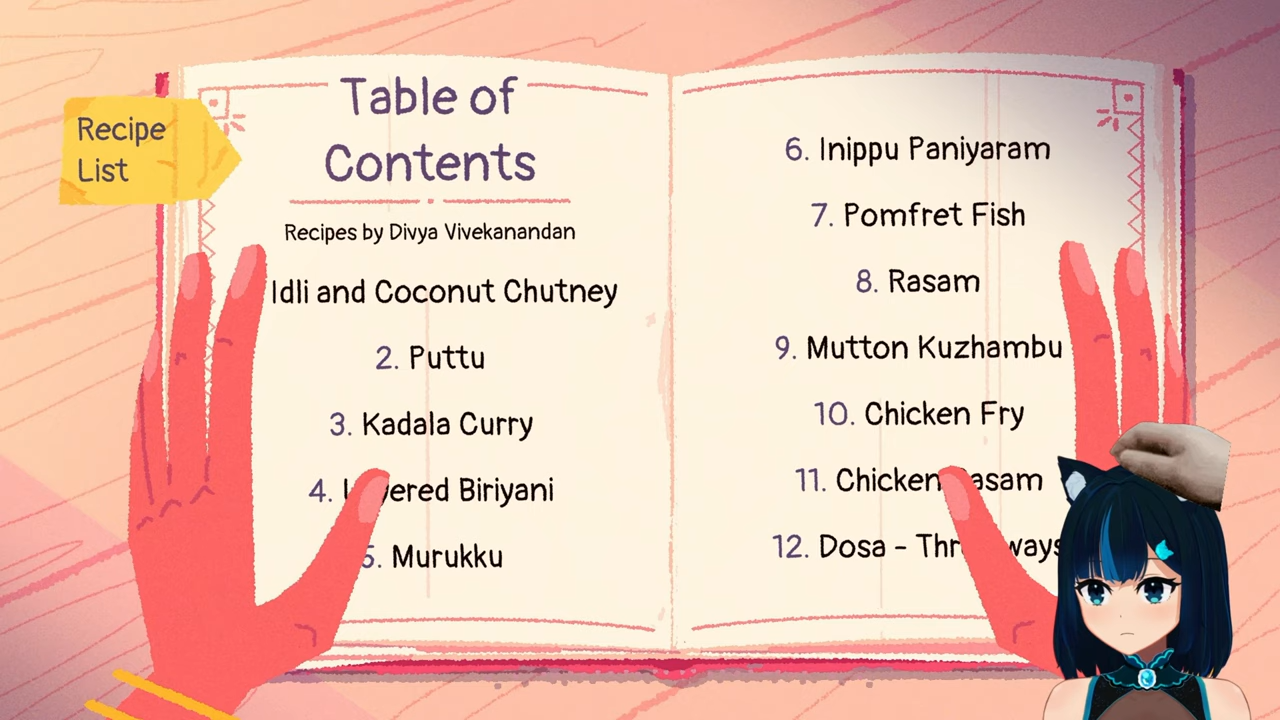 Recipe
List
Table of
Contents
Recipes by Divya Vivekanandan
Idli and Coconut Chutney
2. Puttu
3. Kadala Curry
4. Biriyani
5. Murukku
6. Inippu Paniyaram
7. Pomfret Fish
8. Rasam
9. Mutton Kuzhambu
10. Chicken Fry
11. Chicken
12. Dosa -